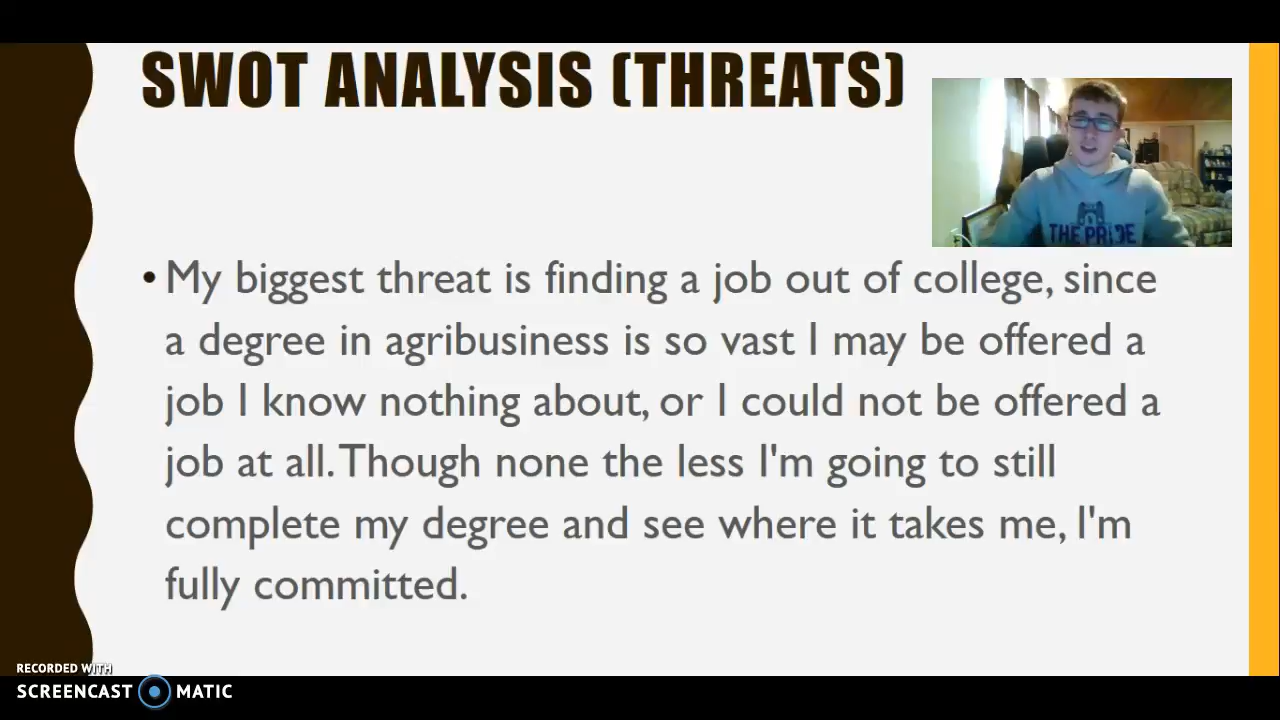 SWOT ANALYSIS (THREATS)
THE PRIDE
• My biggest threat is finding a job out of college, since
a degree in agribusiness is so vast I may be offered a
job I know nothing about, or I could not be offered a
job at all. Though none the less I'm going to still
complete my degree and see where it takes me, I'm
fully committed.
RECORDED WITH
SCREENCAST MATIC